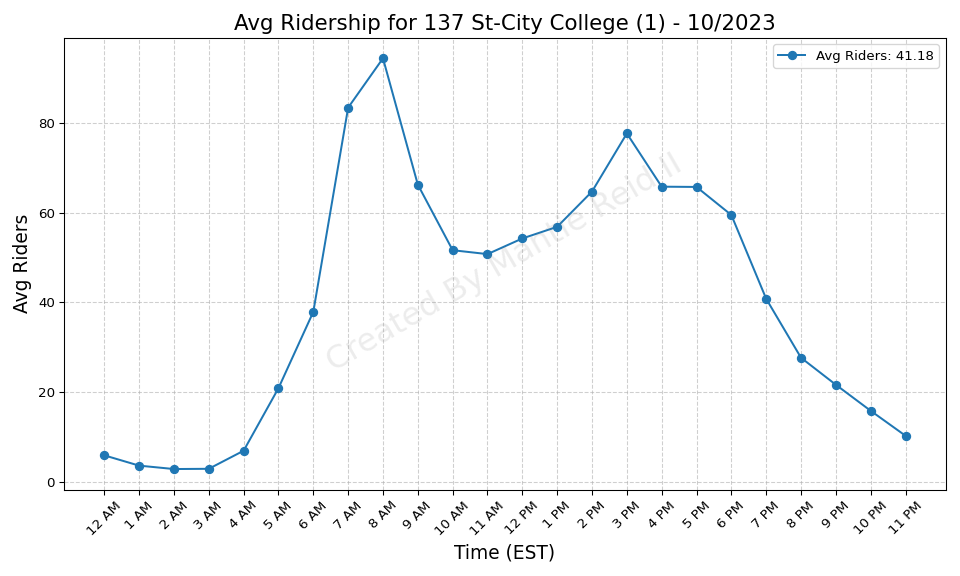 Avg Ridership for 137 St-City College (1) - 10/2023
Avg Riders: 41.18
Avg Riders
80
60
40
20
0
Created By Mantie Reid II
12 AM
1 AM
2 AM
3 AM
4 AM
5 AM
6 AM
7 AM
8 AM
9 AM
10 AM
11 AM
12 PM
1 PM
2 PM
3 PM
4 PM
5 PM
6 PM
7 PM
8 PM
9 PM
10 PM
11 PM
Time (EST)